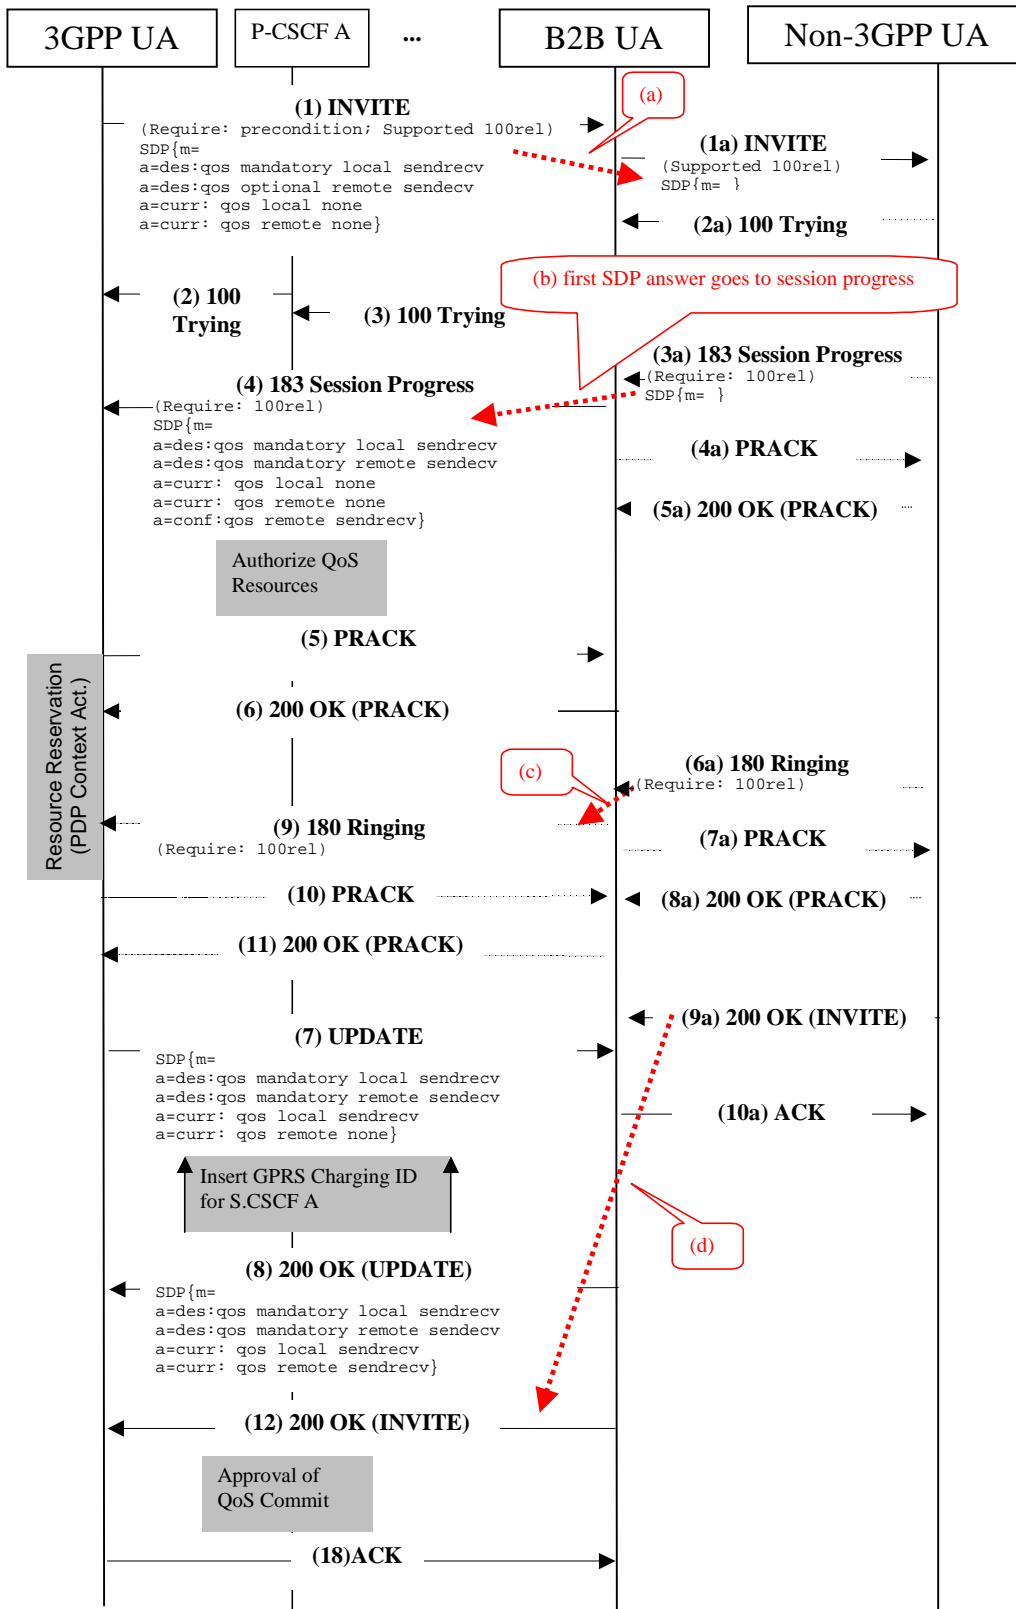 3GPP UA
P-CSCF A
...
B2B UA
Non-3GPP UA
(1) INVITE
(Require: precondition; Supported 100rel)
SDP{m=
a=des:qos mandatory local sendrecv
a=des:qos optional remote sendecv
a=curr: qos local none
a=curr: qos remote none}
(a)
(1a) INVITE
(Supported 100rel)
SDP{m= }
(2a) 100 Trying
(b) first SDP answer goes to session progress
(2) 100
Trying
(3) 100 Trying
(3a) 183 Session Progress
(Require: 100rel)
SDP{m= }
(4) 183 Session Progress
(Require: 100rel)
SDP{m=
a=des:qos mandatory local sendrecv
a=des:qos mandatory remote sendecv
a=curr: qos local none
a=curr: qos remote none
a=conf:qos remote sendrecv}
(4a) PRACK
(5a) 200 OK (PRACK)
Authorize QoS
Resources
(5) PRACK
Resource Reservation
(PDP Context Act.)
(6) 200 OK (PRACK)
(c)
(6a) 180 Ringing
(Require: 100rel)
(9) 180 Ringing
(Require: 100rel)
(7a) PRACK
(10) PRACK
(8a) 200 OK (PRACK)
(11) 200 OK (PRACK)
(9a) 200 OK (INVITE)
(7) UPDATE
SDP{m=
a=des:qos mandatory local sendrecv
a=des:qos mandatory remote sendecv
a=curr: qos local sendrecv
a=curr: qos remote none}
(10a) ACK
Insert GPRS Charging ID
for S.CSCF A
(d)
(8) 200 OK (UPDATE)
SDP{m=
a=des:qos mandatory local sendrecv
a=des:qos mandatory remote sendecv
a=curr: qos local sendrecv
a=curr: qos remote sendrecv}
(12) 200 OK (INVITE)
Approval of
QoS Commit
(18)ACK